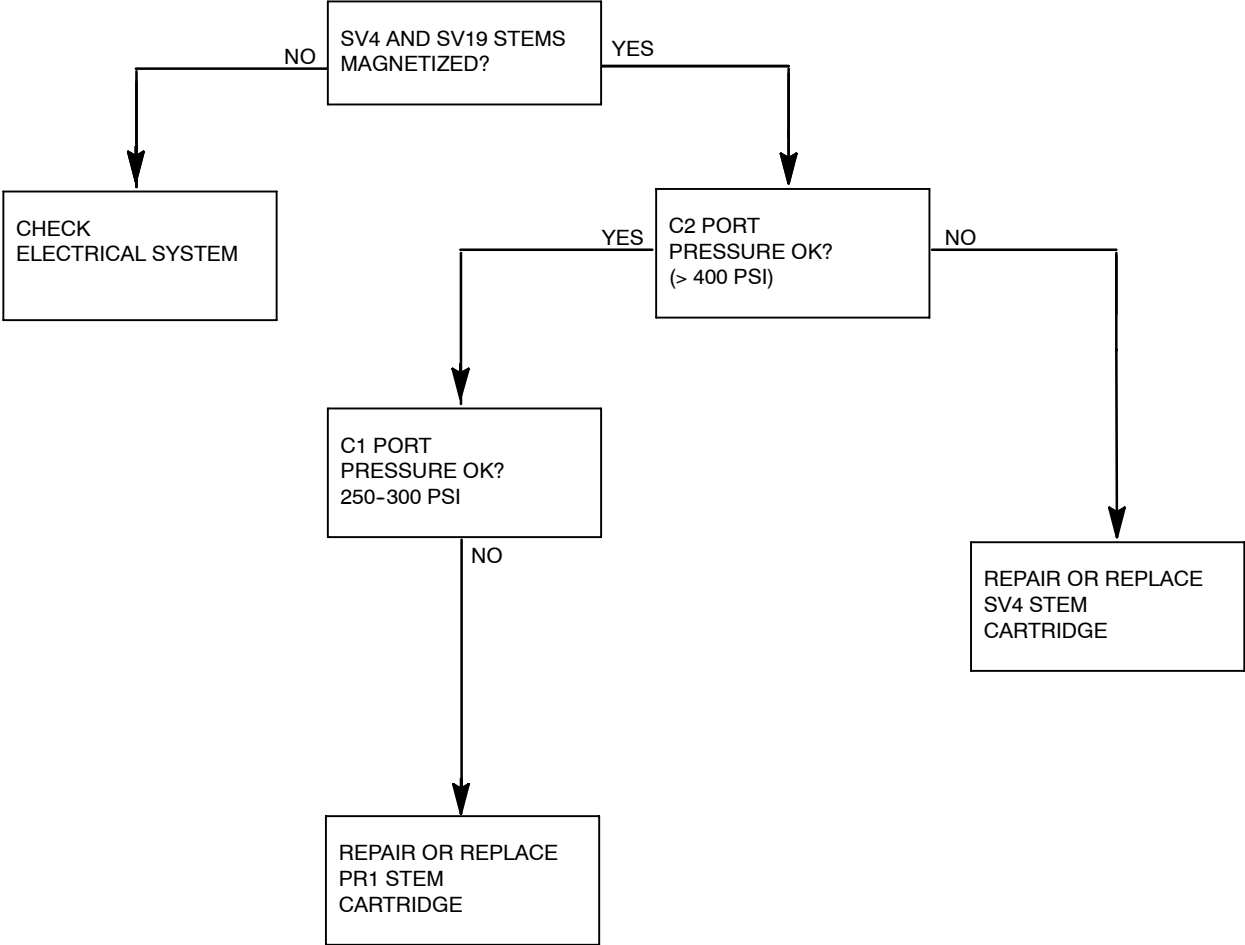 SV4 AND SV19 STEMS
MAGNETIZED?
NO
YES
CHECK
ELECTRICAL SYSTEM
C2 PORT
PRESSURE OK?
(> 400 PSI)
YES
NO
C1 PORT
PRESSURE OK?
250-300 PSI
NO
REPAIR OR REPLACE
SV4 STEM
CARTRIDGE
REPAIR OR REPLACE
PR1 STEM
CARTRIDGE